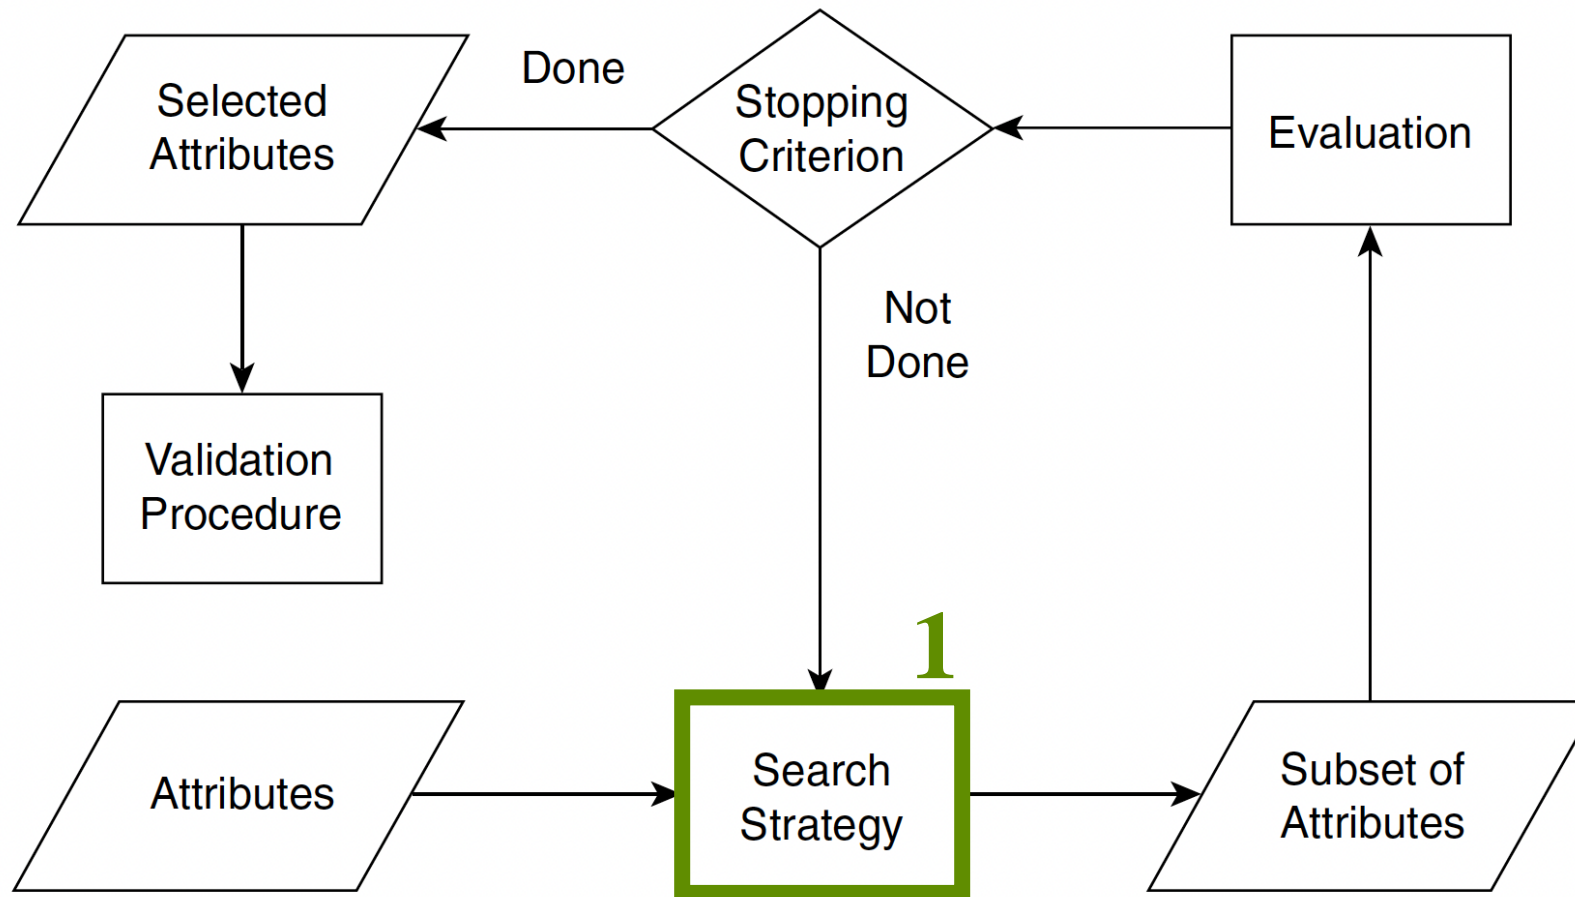 Selected
Attributes
Done
Stopping
Criterion
Evaluation
Not
Done
Validation
Procedure
1
Attributes
Search
Strategy
Subset of
Attributes